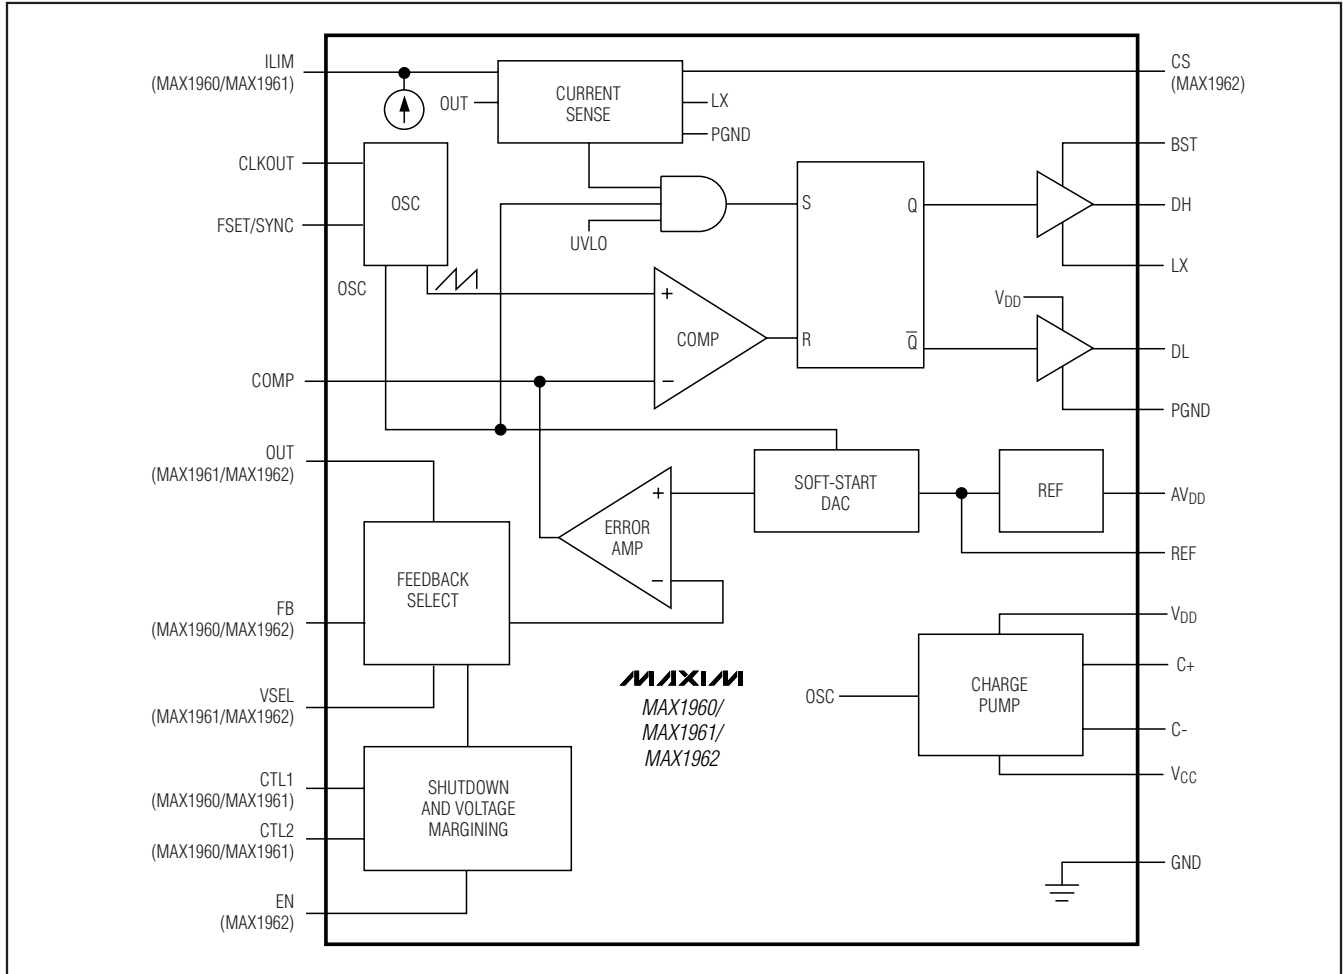 ILIM
(MAX1960/MAX1961)
CLKOUT
FSET/SYNC
COMP
OUT
(MAX1961/MAX1962)
FB
(MAX1960/MAX1962)
VSEL
(MAX1961/MAX1962)
CTL1
(MAX1960/MAX1961)
CTL2
(MAX1960/MAX1961)
EN
(MAX1962)
OUT
CURRENT
SENSE
LX
PGND
OSC
OSC
UVLO
S
Q
R
Q̅
+
COMP
−
VDD
SOFT-START
DAC
REF
+
ERROR
AMP
−
FEEDBACK
SELECT
SHUTDOWN
AND VOLTAGE
MARGINING
MAXIM
MAX1960/
MAX1961/
MAX1962
OSC
CHARGE
PUMP
CS
(MAX1962)
BST
DH
LX
DL
PGND
AVDD
REF
VDD
C+
C-
VCC
GND